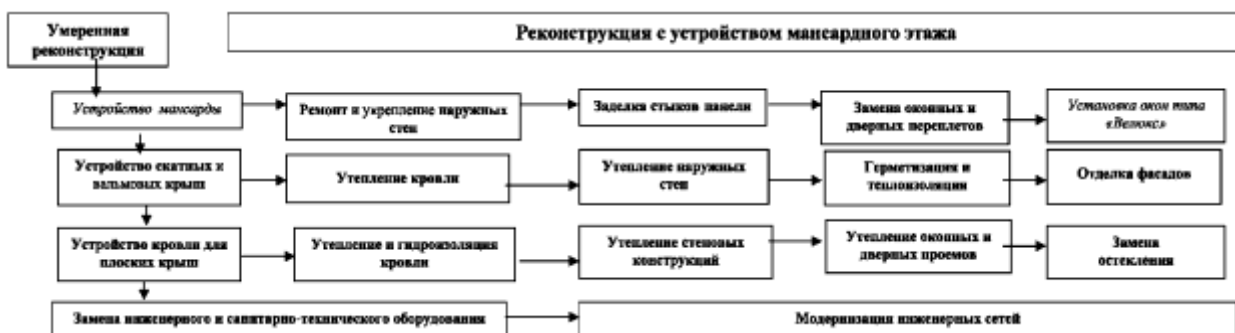 Умеренная
реконструкция
Реконструкция с устройством мансардного этажа
Устройство мансарды
Ремонт и укрепление наружных
стен
Заделка стыков панели
Замена оконных и
дверных переплетов
Установка окон типа
«Велюкс»
Устройство скатных и
вальмовых крыш
Утепление кровли
Утепление наружных
стен
Герметизация и
теплоизоляция
Отделка фасадов
Устройство кровли для
плоских крыш
Утепление и гидроизоляция
кровли
Утепление стеновых
конструкций
Утепление оконных и
дверных проемов
Замена
остекления
Замена инженерного и санитарно-технического оборудования
Модернизация инженерных сетей